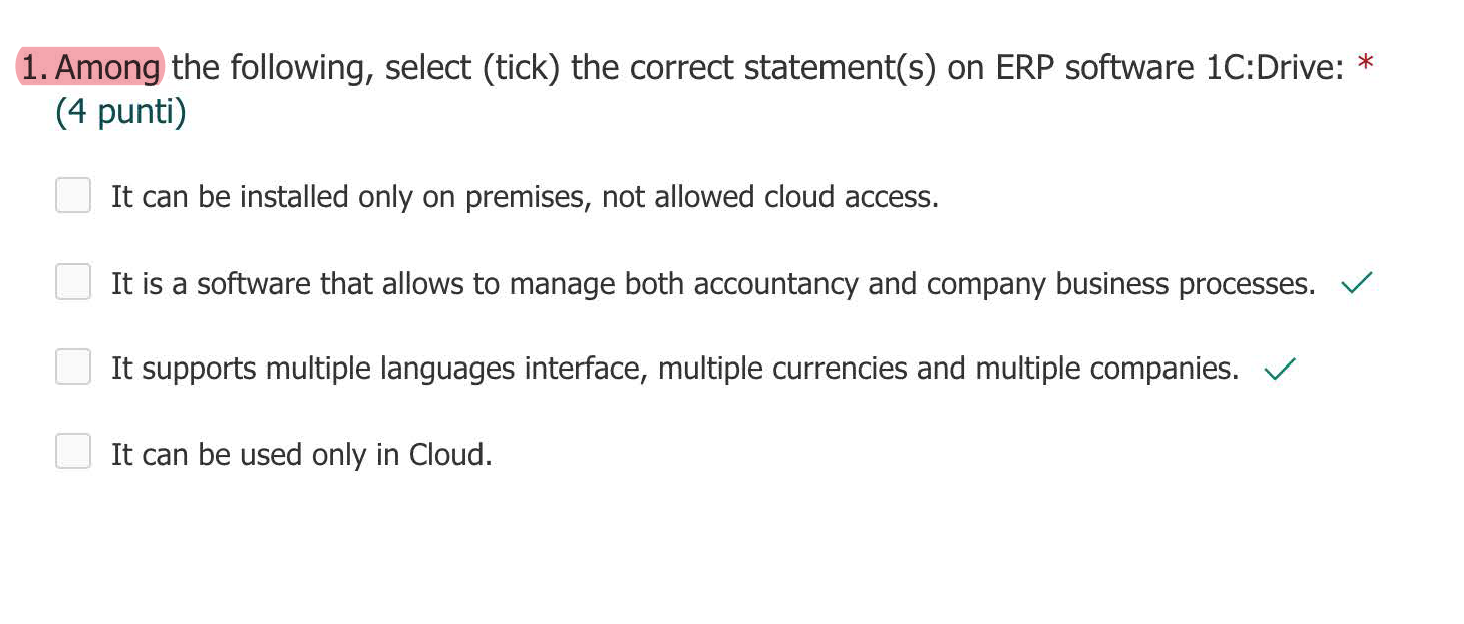 1. Among the following, select (tick) the correct statement(s) on ERP software 1C:Drive: *
(4 punti)
It can be installed only on premises, not allowed cloud access.
It is a software that allows to manage both accountancy and company business processes.
It supports multiple languages interface, multiple currencies and multiple companies.
It can be used only in Cloud.